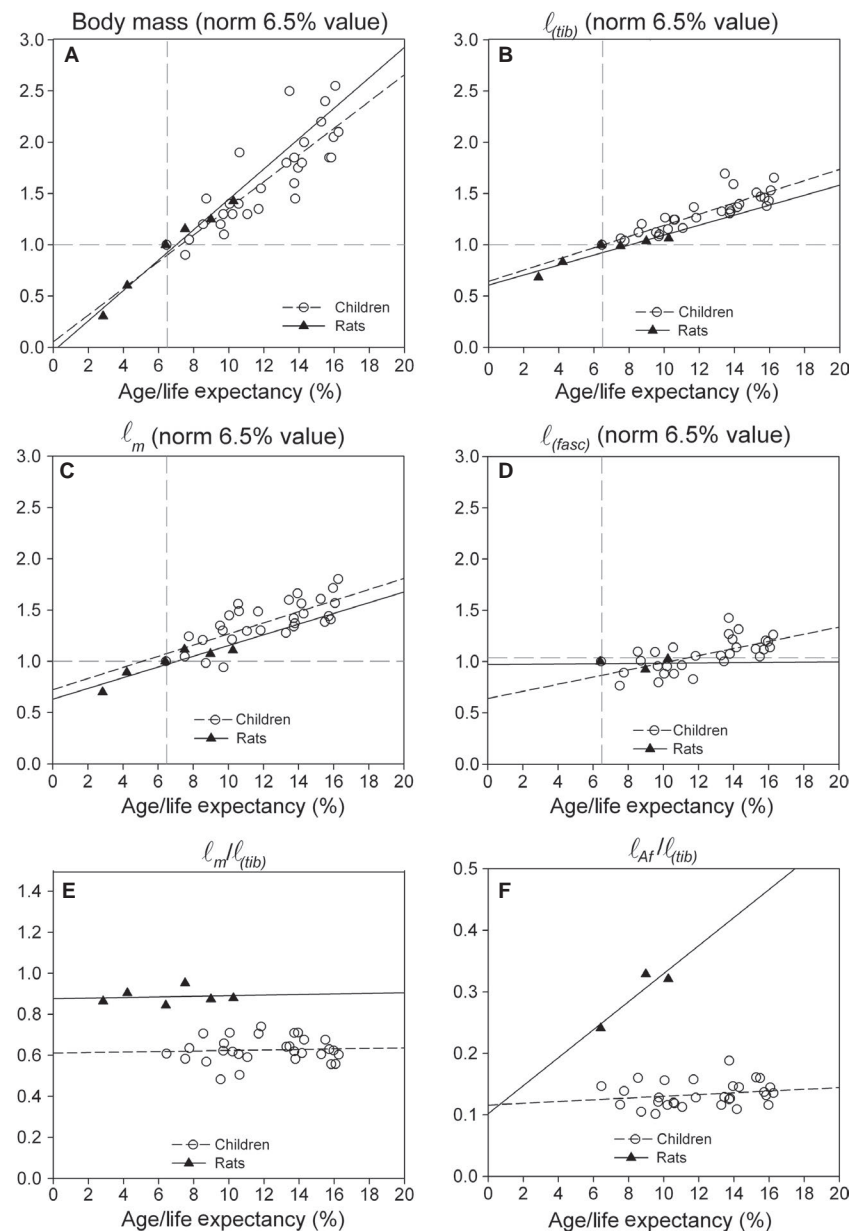 Body mass (norm 6.5% value)
A
3.0
2.5
2.0
1.5
1.0
0.5
0.0
Children
Rats
0 2 4 6 8 10 12 14 16 18 20
Age/life expectancy (%)
ℓ(tib) (norm 6.5% value)
B
3.0
2.5
2.0
1.5
1.0
0.5
0.0
Children
Rats
0 2 4 6 8 10 12 14 16 18 20
Age/life expectancy (%)
ℓm (norm 6.5% value)
C
3.0
2.5
2.0
1.5
1.0
0.5
0.0
Children
Rats
0 2 4 6 8 10 12 14 16 18 20
Age/life expectancy (%)
ℓ(fasc) (norm 6.5% value)
D
3.0
2.5
2.0
1.5
1.0
0.5
0.0
Children
Rats
0 2 4 6 8 10 12 14 16 18 20
Age/life expectancy (%)
ℓm/ℓ(tib)
E
1.4
1.0
0.8
0.6
0.4
0.2
0.0
Children
Rats
0 2 4 6 8 10 12 14 16 18 20
Age/life expectancy (%)
ℓAf/ℓ(tib)
F
0.5
0.4
0.3
0.2
0.1
0.0
Children
Rats
0 2 4 6 8 10 12 14 16 18 20
Age/life expectancy (%)